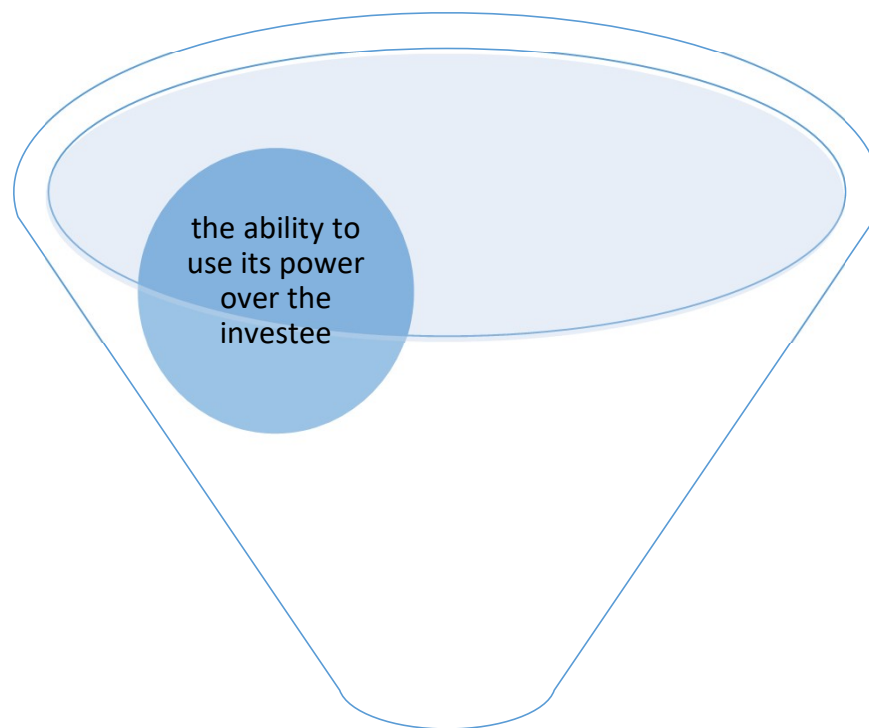 the ability to
use its power
over the
investee